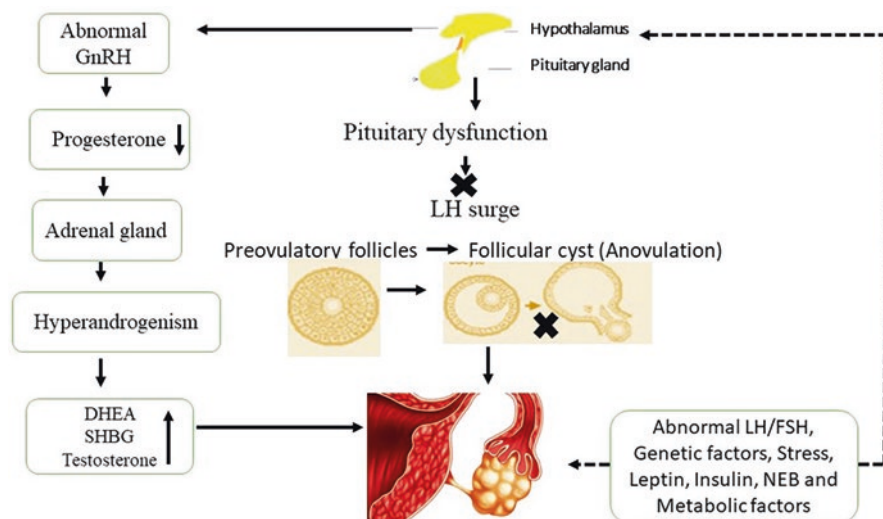 Abnormal
GnRH
Progesterone
Adrenal gland
Hyperandrogenism
DHEA
SHBG
Testosterone
Hypothalamus
Pituitary gland
Pituitary dysfunction
LH surge
Preovulatory follicles
Follicular cyst (Anovulation)
Abnormal LH/FSH,
Genetic factors, Stress,
Leptin, Insulin, NEB and
Metabolic factors